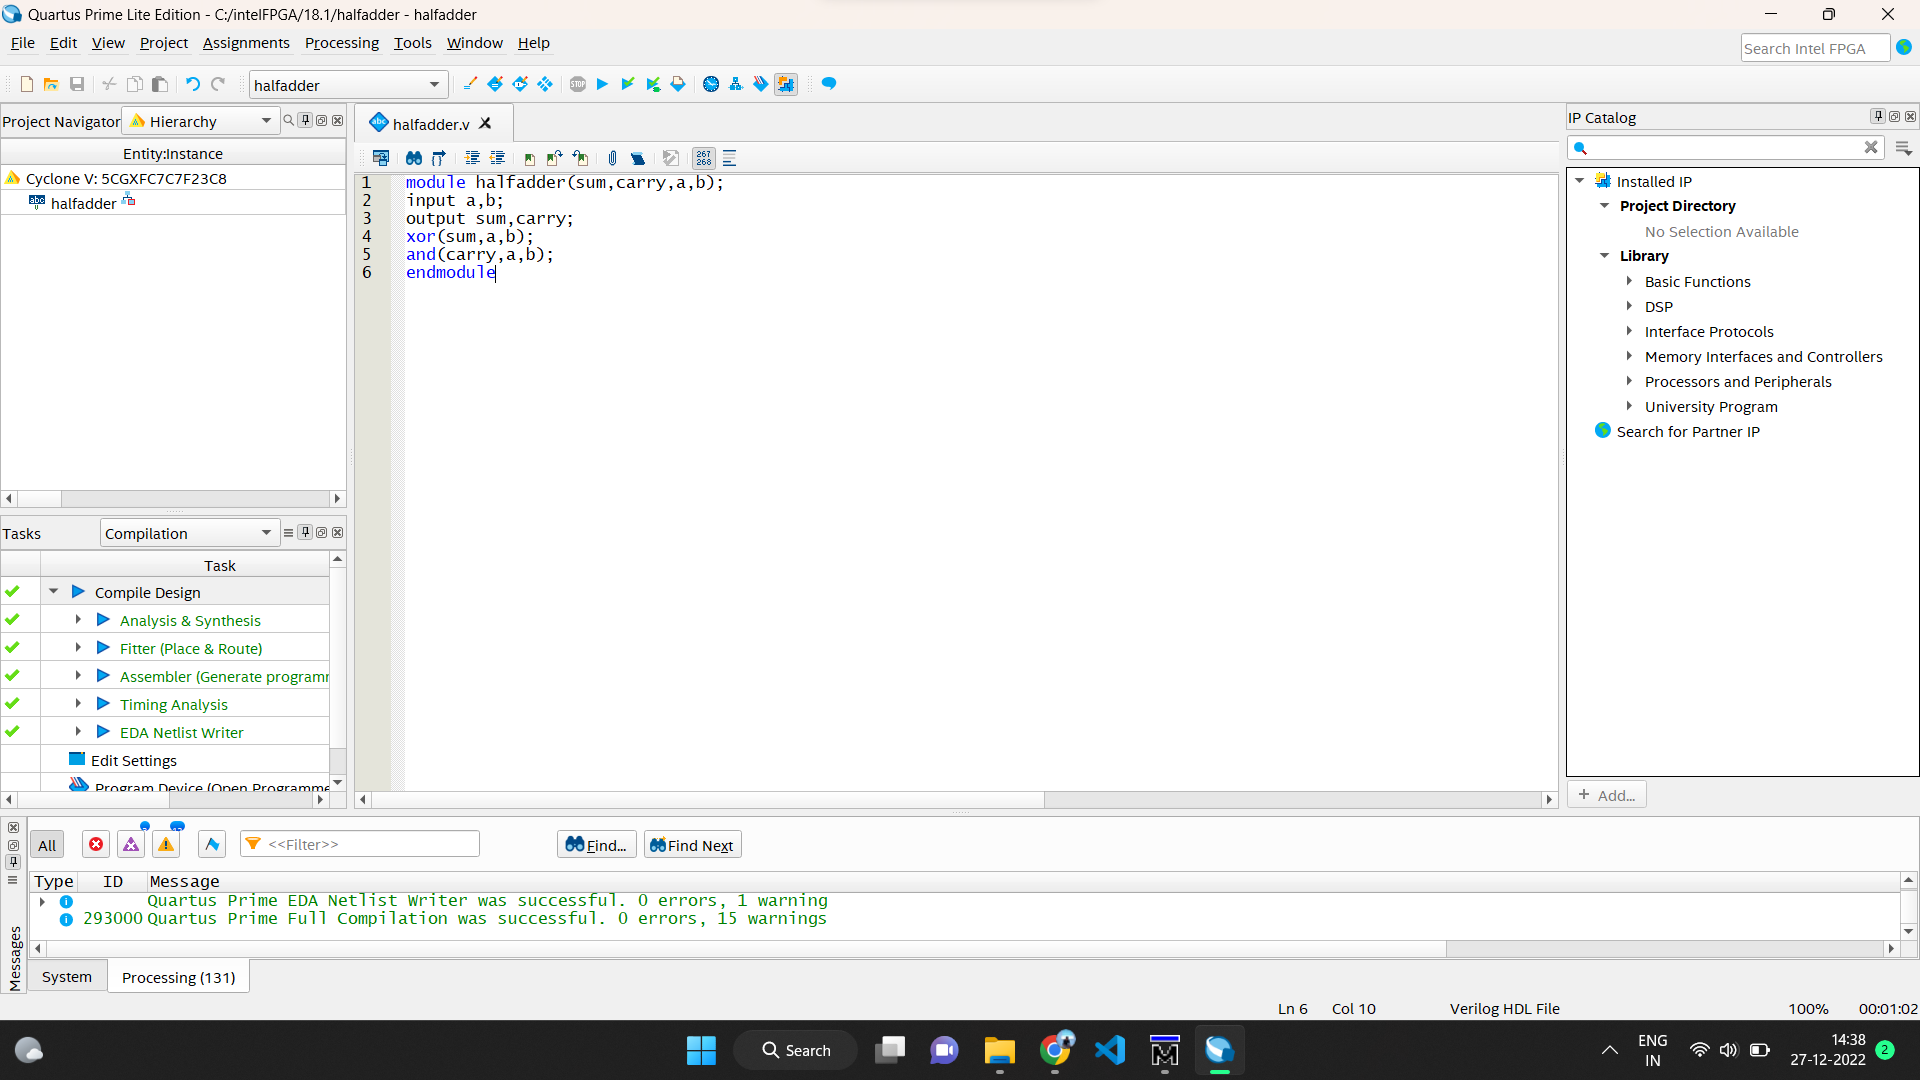 Quartus Prime Lite Edition - C:/intelFPGA/18.1/halfadder - halfadder
File Edit View Project Assignments Processing Tools Window Help
Search Intel FPGA
halfadder
STOP
Project Navigator Hierarchy
Entity:Instance
Cyclone V: 5CGXFC7C7F23C8
abc halfadder
Tasks Compilation
Task
Compile Design
Analysis & Synthesis
Fitter (Place & Route)
Assembler (Generate programm
Timing Analysis
EDA Netlist Writer
Edit Settings
Program Device (Open Programme
abc halfadder.v
267
268
1 module halfadder(sum,carry,a,b);
2 input a,b;
3 output sum,carry;
4 xor(sum,a,b);
5 and(carry,a,b);
6 endmodule
IP Catalog
Installed IP
Project Directory
No Selection Available
Library
Basic Functions
DSP
Interface Protocols
Memory Interfaces and Controllers
Processors and Peripherals
University Program
Search for Partner IP
+ Add...
All <<Filter>> Find... Find Next
Type ID Message
Quartus Prime EDA Netlist Writer was successful. 0 errors, 1 warning
293000 Quartus Prime Full Compilation was successful. 0 errors, 15 warnings
Messages
System Processing (131)
Ln 6 Col 10 Verilog HDL File 100% 00:01:02
Search
ENG
IN
14:38
27-12-2022
2